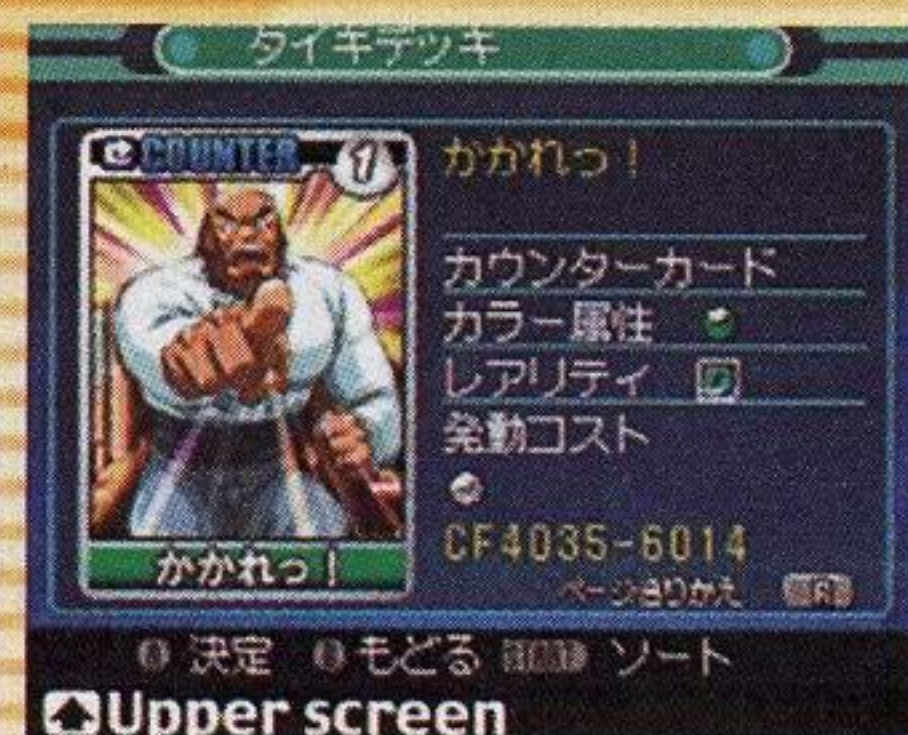 タイキデッキ
COUNTER 1
かかれっ！
カウンターカード
カラー属性
レアリティ
発動コスト
CF4035-6014
ページきりかえ R
かかれっ！
決定 もどる ソート
Upper screen